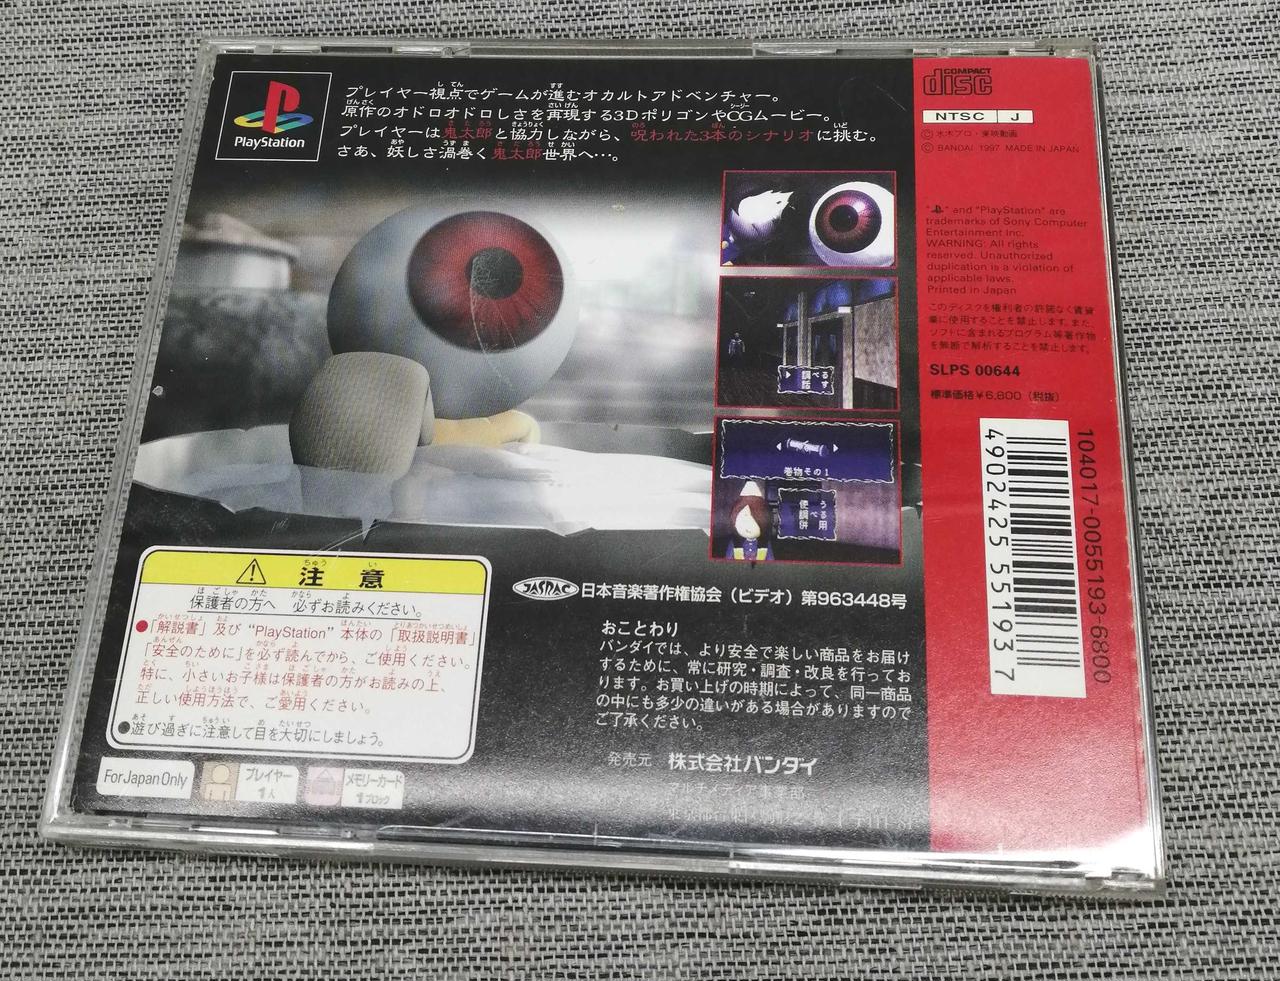 PlayStation
プレイヤー視点でゲームが進むオカルトアドベンチャー。
原作のオドロオドロしさを再現する3DポリゴンやCGムービー。
プレイヤーは鬼太郎と協力しながら、呪われた3本のシナリオに挑む。
さあ、妖しさ渦巻く鬼太郎世界へ…。
調べる
話す
巻物その1
使う
調べる
併用
注意
保護者の方へ 必ずお読みください。
●「解説書」及び“PlayStation”本体の「取扱説明書」
「安全のために」を必ず読んでから、ご使用ください。
特に、小さいお子様は保護者の方がお読みの上、
正しい使用方法で、ご愛用ください。
●遊び過ぎに注意して目を大切にしましょう。
For Japan Only
プレイヤー
1人
メモリーカード
1ブロック
JASRAC 日本音楽著作権協会（ビデオ）第963448号
おことわり
バンダイでは、より安全で楽しい商品をお届け
するために、常に研究・調査・改良を行ってお
ります。お買い上げの時期によって、同一商品
の中にも多少の違いがある場合がありますので
ご了承ください。
発売元 株式会社バンダイ
COMPACT
disc
NTSC J
© 水木プロ・東映動画
© BANDAI 1997 MADE IN JAPAN
" " and "PlayStation" are
trademarks of Sony Computer
Entertainment Inc.
WARNING: All rights
reserved. Unauthorized
duplication is a violation of
applicable laws.
Printed in Japan
このディスクを権利者の許諾なく賃貸
業に使用することを禁止します。また、
ソフトに含まれるプログラム等著作物
を無断で解析することを禁止します。
SLPS 00644
標準価格￥6,800（税抜）
4902425551937
104017-0055193-6800